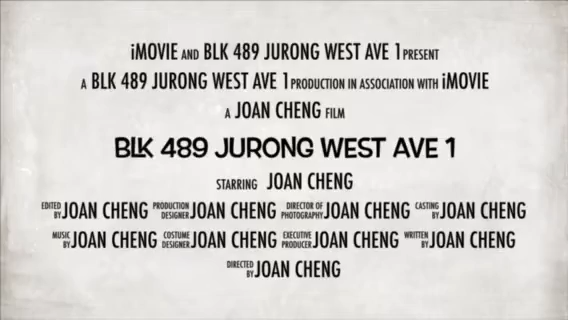 iMOVIE AND BLK 489 JURONG WEST AVE 1 PRESENT
A BLK 489 JURONG WEST AVE 1 PRODUCTION IN ASSOCIATION WITH iMOVIE
A JOAN CHENG FILM
BLK 489 JURONG WEST AVE 1
STARRING JOAN CHENG
EDITED BY JOAN CHENG PRODUCTION DESIGNER JOAN CHENG DIRECTOR OF PHOTOGRAPHY JOAN CHENG CASTING BY JOAN CHENG
MUSIC BY JOAN CHENG COSTUME DESIGNER JOAN CHENG EXECUTIVE PRODUCER JOAN CHENG WRITTEN BY JOAN CHENG
DIRECTED BY JOAN CHENG